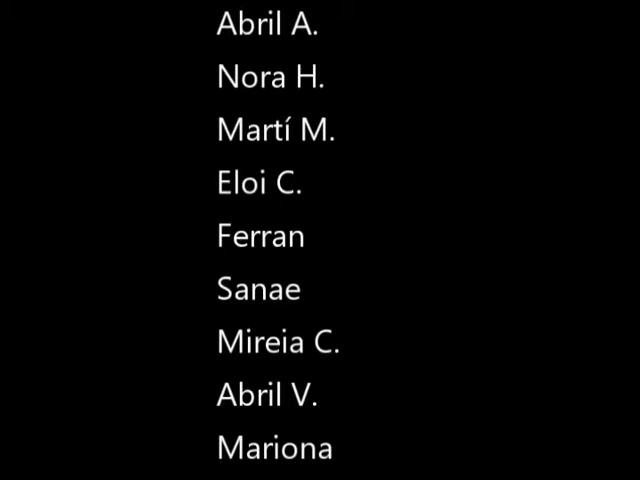 Abril A.
Nora H.
Martí M.
Eloi C.
Ferran
Sanae
Mireia C.
Abril V.
Mariona